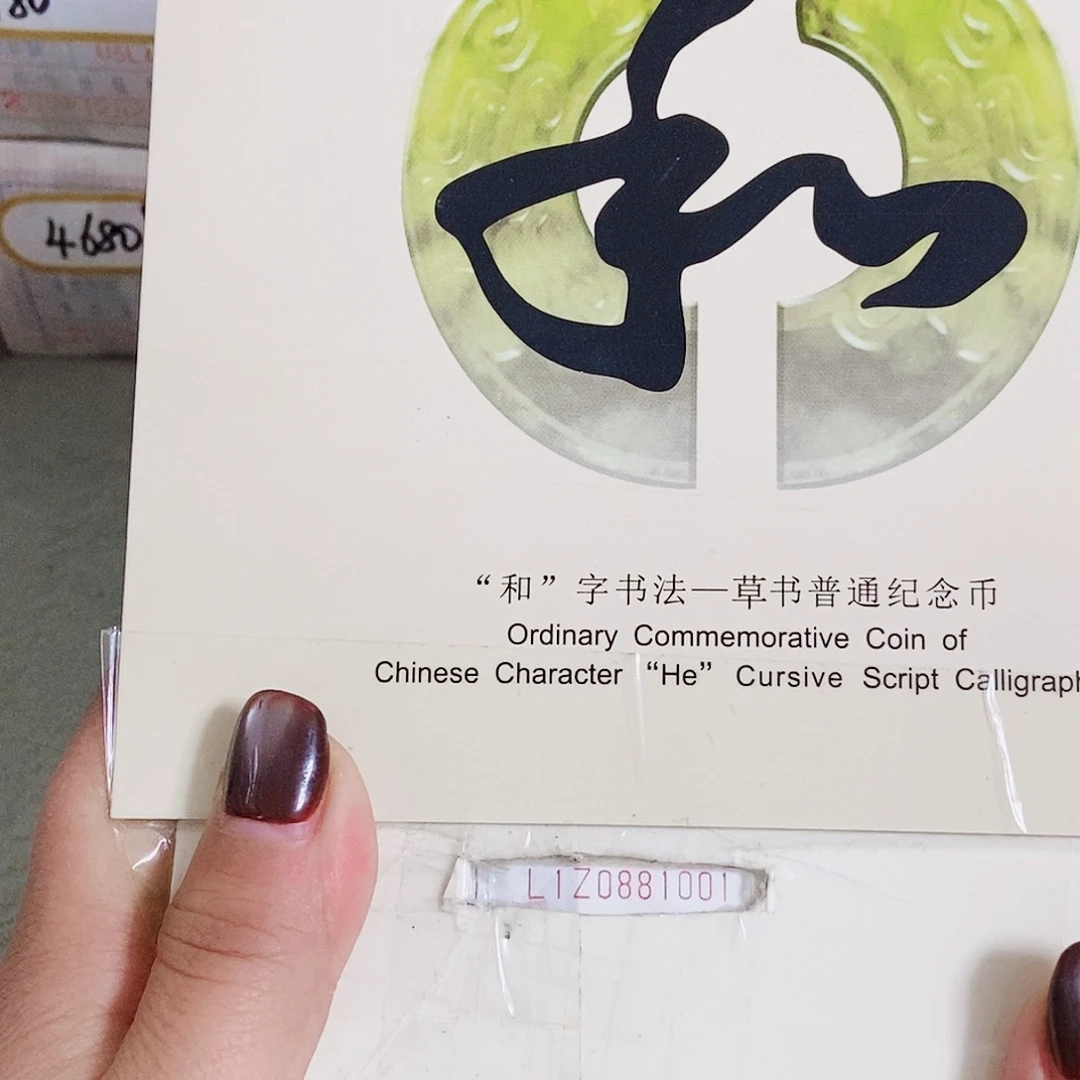 80
4680
和
“和”字书法—草书普通纪念币
Ordinary Commemorative Coin of
Chinese Character “He” Cursive Script Calligraph
L1Z0881001